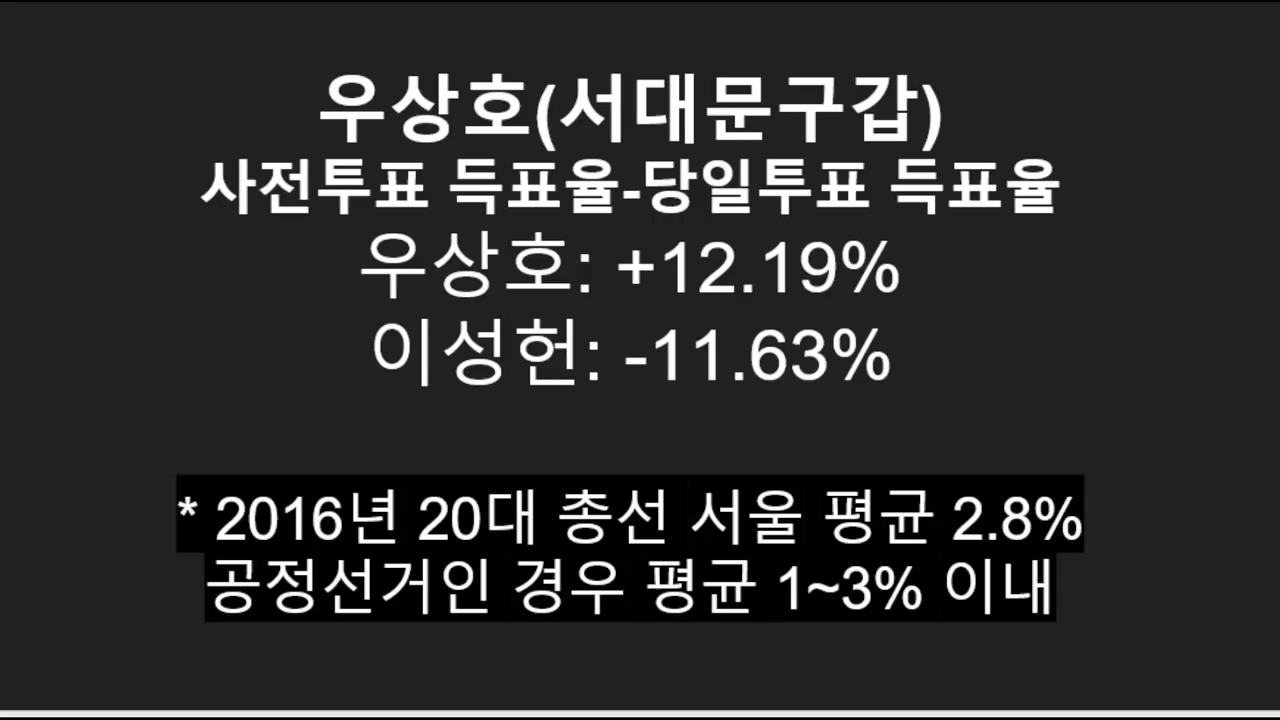 우상호(서대문구갑)
사전투표 득표율-당일투표 득표율
우상호: +12.19%
이성헌: -11.63%
* 2016년 20대 총선 서울 평균 2.8%
공정선거인 경우 평균 1~3% 이내